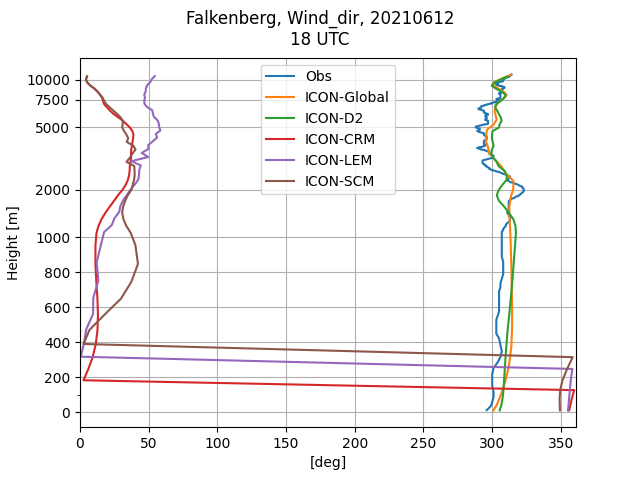 Falkenberg, Wind_dir, 20210612
18 UTC
Obs
ICON-Global
ICON-D2
ICON-CRM
ICON-LEM
ICON-SCM
10000
7500
5000
2000
1000
800
600
400
200
0
Height [m]
0 50 100 150 200 250 300 350
[deg]